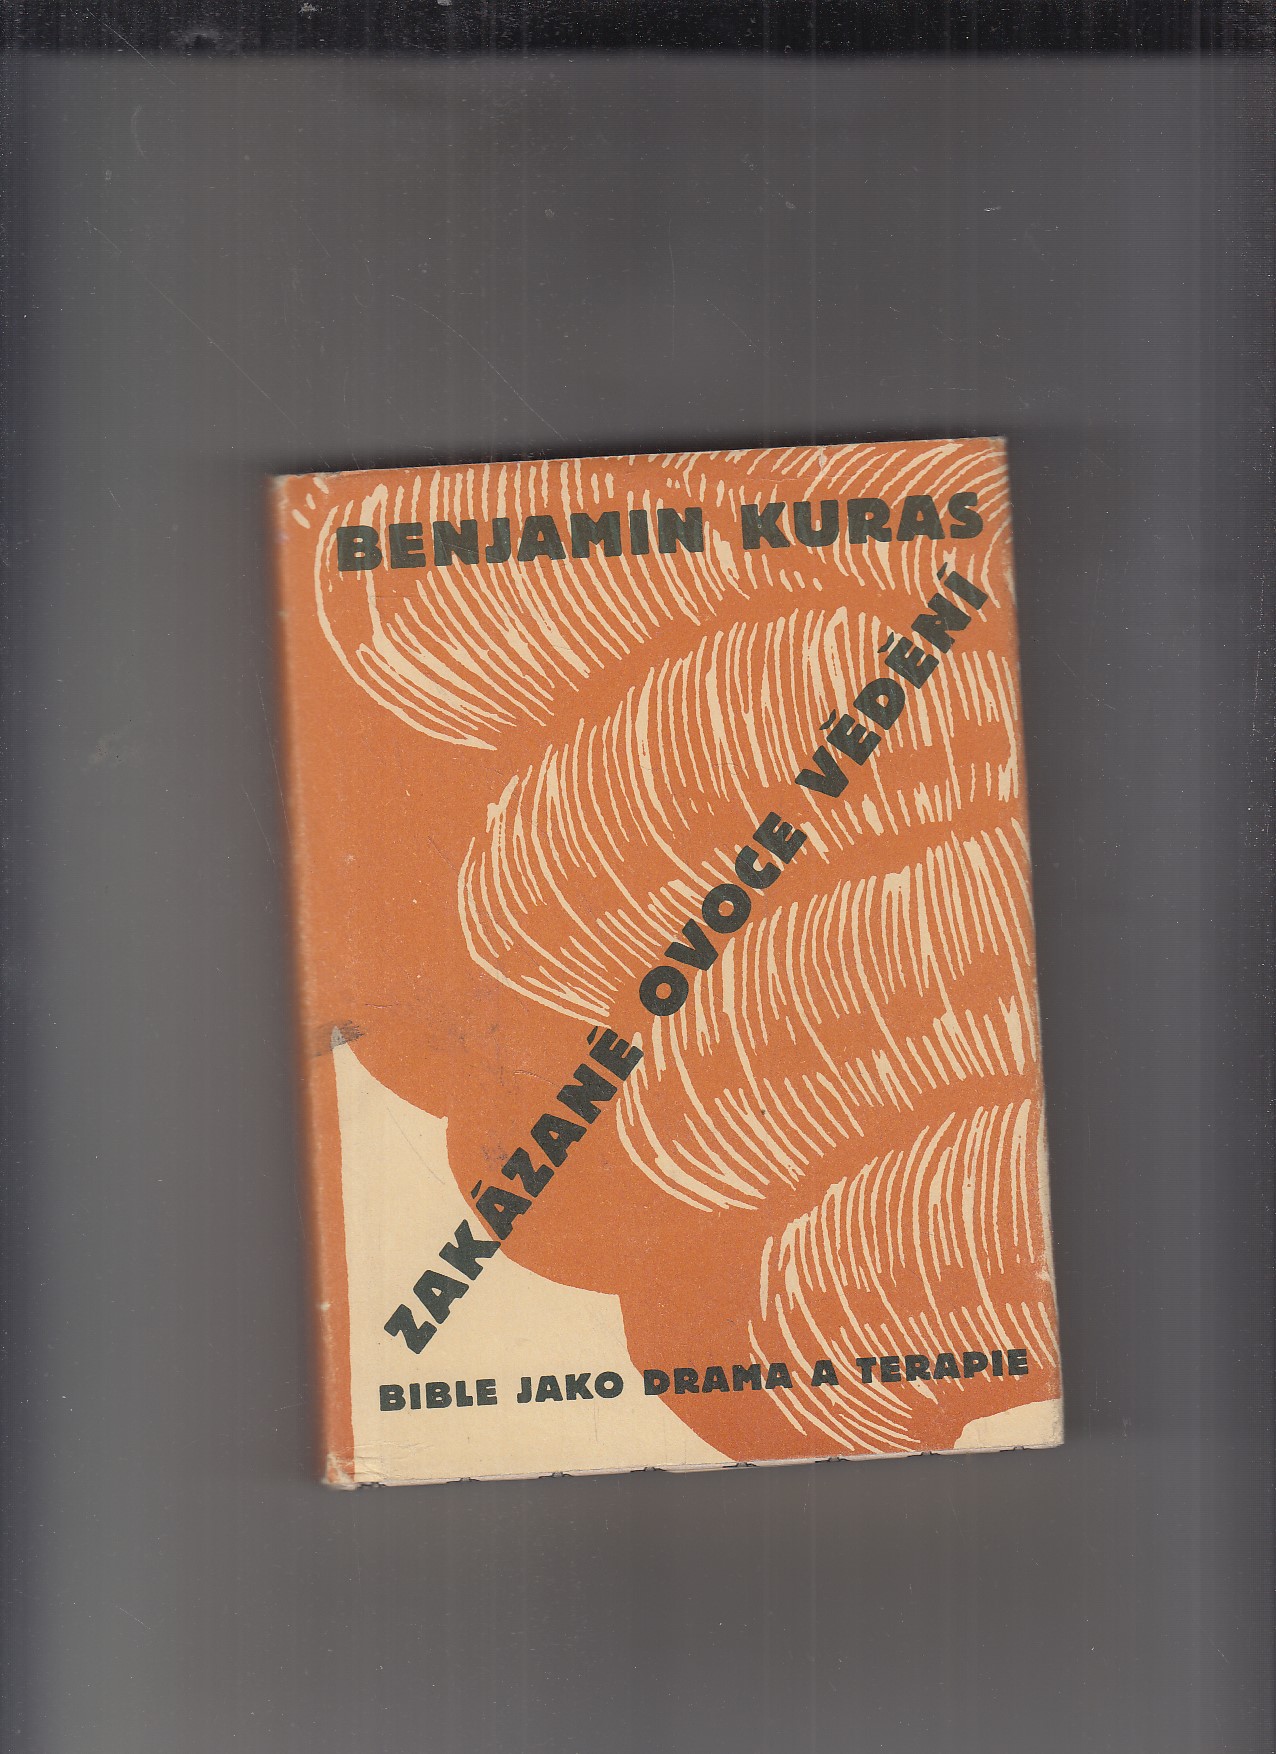 BENJAMIN KURAS
ZAKÁZANÉ OVOCE VĚDĚNÍ
BIBLE JAKO DRAMA A TERAPIE